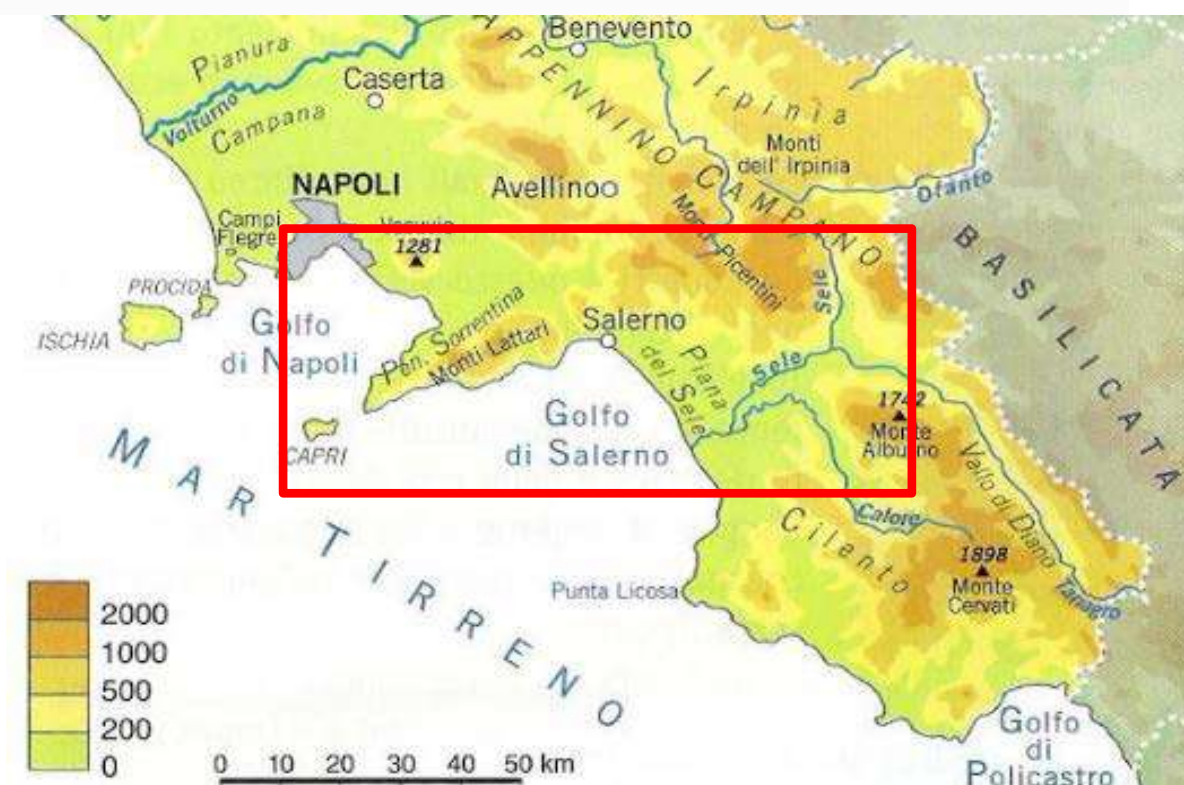 Benevento
Pianura
Campana
Caserta
Volturno
APPENNINO CAMPANO
Irpinia
Monti
dell' Irpinia
Ofanto
NAPOLI
Avellino
Campi
Flegre
Vesuvio
1281
Monti Picentini
BASILICATA
PROCIDA
ISCHIA
Golfo
di Napoli
Pen. Sorrentina
Monti Lattari
Salerno
Sele
Sele
Piana
del Sele
CAPRI
Golfo
di Salerno
1742
Monte
Alburno
Vallo di Diano
MAR TIRRENO
Cilento
Calore
1898
Monte
Cervati
Tanagro
Punta Licosa
2000
1000
500
200
0
0 10 20 30 40 50 km
Golfo
di
Policastro